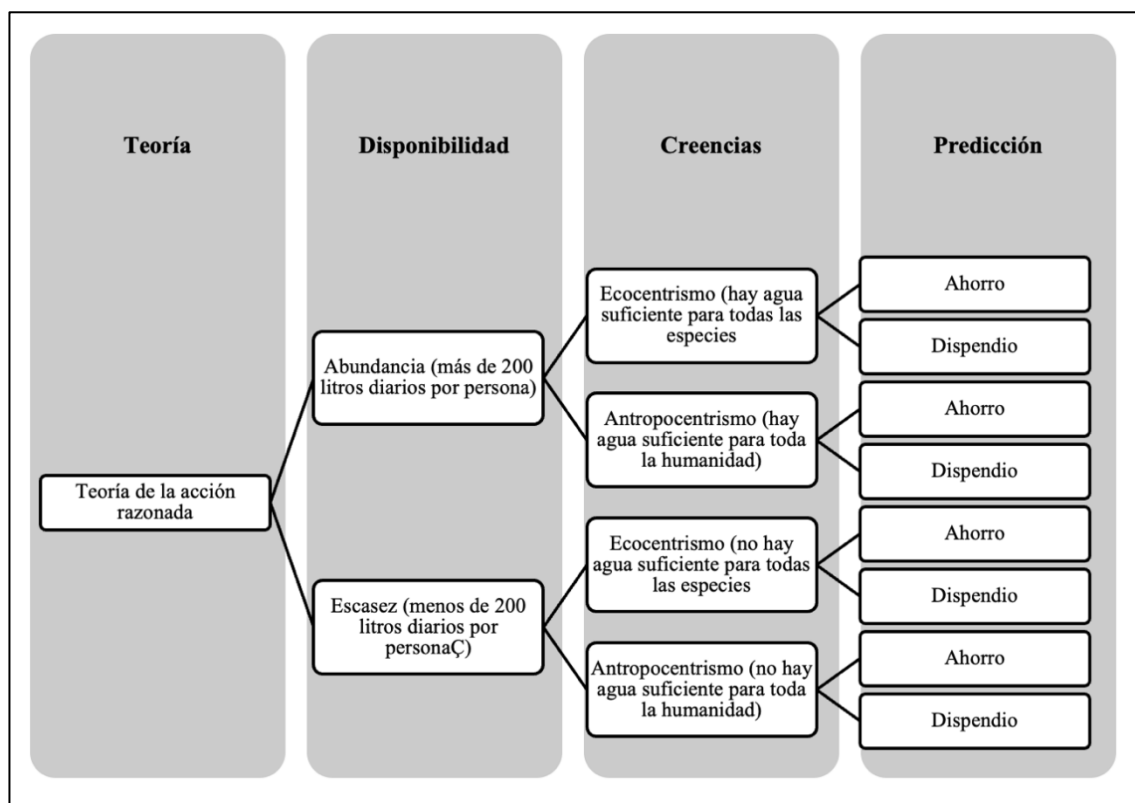 Teoría
Disponibilidad
Creencias
Predicción
Teoría de la acción
razonada
Abundancia (más de 200
litros diarios por persona)
Escasez (menos de 200
litros diarios por
personaÇ)
Ecocentrismo (hay agua
suficiente para todas las
especies
Antropocentrismo (hay
agua suficiente para toda
la humanidad)
Ecocentrismo (no hay
agua suficiente para todas
las especies
Antropocentrismo (no hay
agua suficiente para toda
la humanidad)
Ahorro
Dispendio
Ahorro
Dispendio
Ahorro
Dispendio
Ahorro
Dispendio